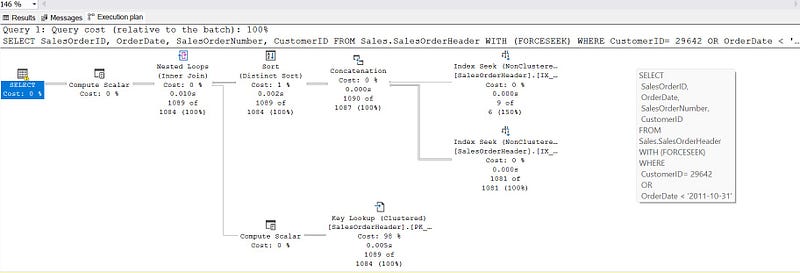 146 %
Results Messages Execution plan
Query 1: Query cost (relative to the batch): 100%
SELECT SalesOrderID, OrderDate, SalesOrderNumber, CustomerID FROM Sales.SalesOrderHeader WITH (FORCESEEK) WHERE CustomerID= 29642 OR OrderDate < '…
SELECT
Cost: 0 %
Compute Scalar
Cost: 0 %
Nested Loops
(Inner Join)
Cost: 0 %
0.010s
1089 of
1084 (100%)
Sort
(Distinct Sort)
Cost: 1 %
0.002s
1089 of
1084 (100%)
Concatenation
Cost: 0 %
0.000s
1090 of
1087 (100%)
Index Seek (NonClustere…
[SalesOrderHeader].[IX_…
Cost: 0 %
0.000s
9 of
6 (150%)
Index Seek (NonClustere…
[SalesOrderHeader].[IX_…
Cost: 0 %
0.000s
1081 of
1081 (100%)
Compute Scalar
Cost: 0 %
Key Lookup (Clustered)
[SalesOrderHeader].[PK_…
Cost: 98 %
0.005s
1089 of
1084 (100%)
SELECT
SalesOrderID,
OrderDate,
SalesOrderNumber,
CustomerID
FROM
Sales.SalesOrderHeader
WITH (FORCESEEK)
WHERE
CustomerID= 29642
OR
OrderDate < '2011-10-31'